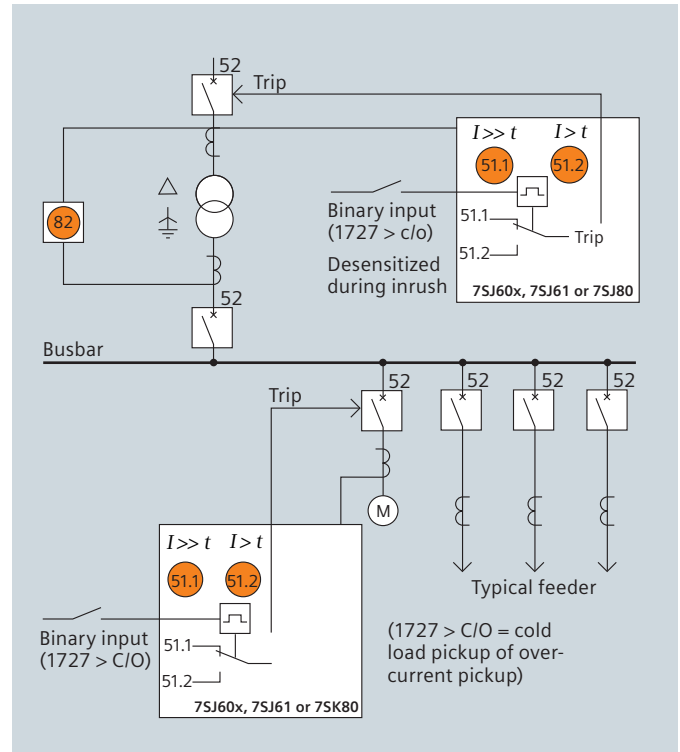 52
Trip
I>> t I> t
51.1 51.2
82
Binary input
(1727 > c/o)
Desensitized
during inrush
51.1
51.2
Trip
7SJ60x, 7SJ61 or 7SJ80
52
Busbar
52
52
52
52
Trip
M
I>> t I> t
51.1 51.2
Typical feeder
Binary input
(1727 > C/O)
51.1
51.2
(1727 > C/O = cold
load pickup of over-
current pickup)
7SJ60x, 7SJ61 or 7SK80